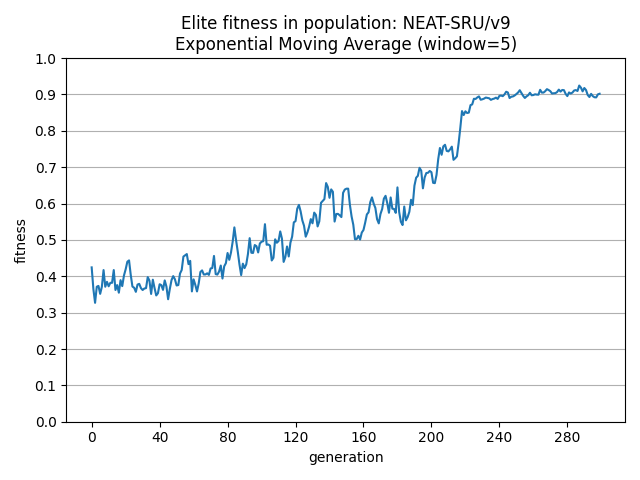 Elite fitness in population: NEAT-SRU/v9
Exponential Moving Average (window=5)
1.0
0.9
0.8
0.7
0.6
0.5
0.4
0.3
0.2
0.1
0.0
fitness
0 40 80 120 160 200 240 280
generation